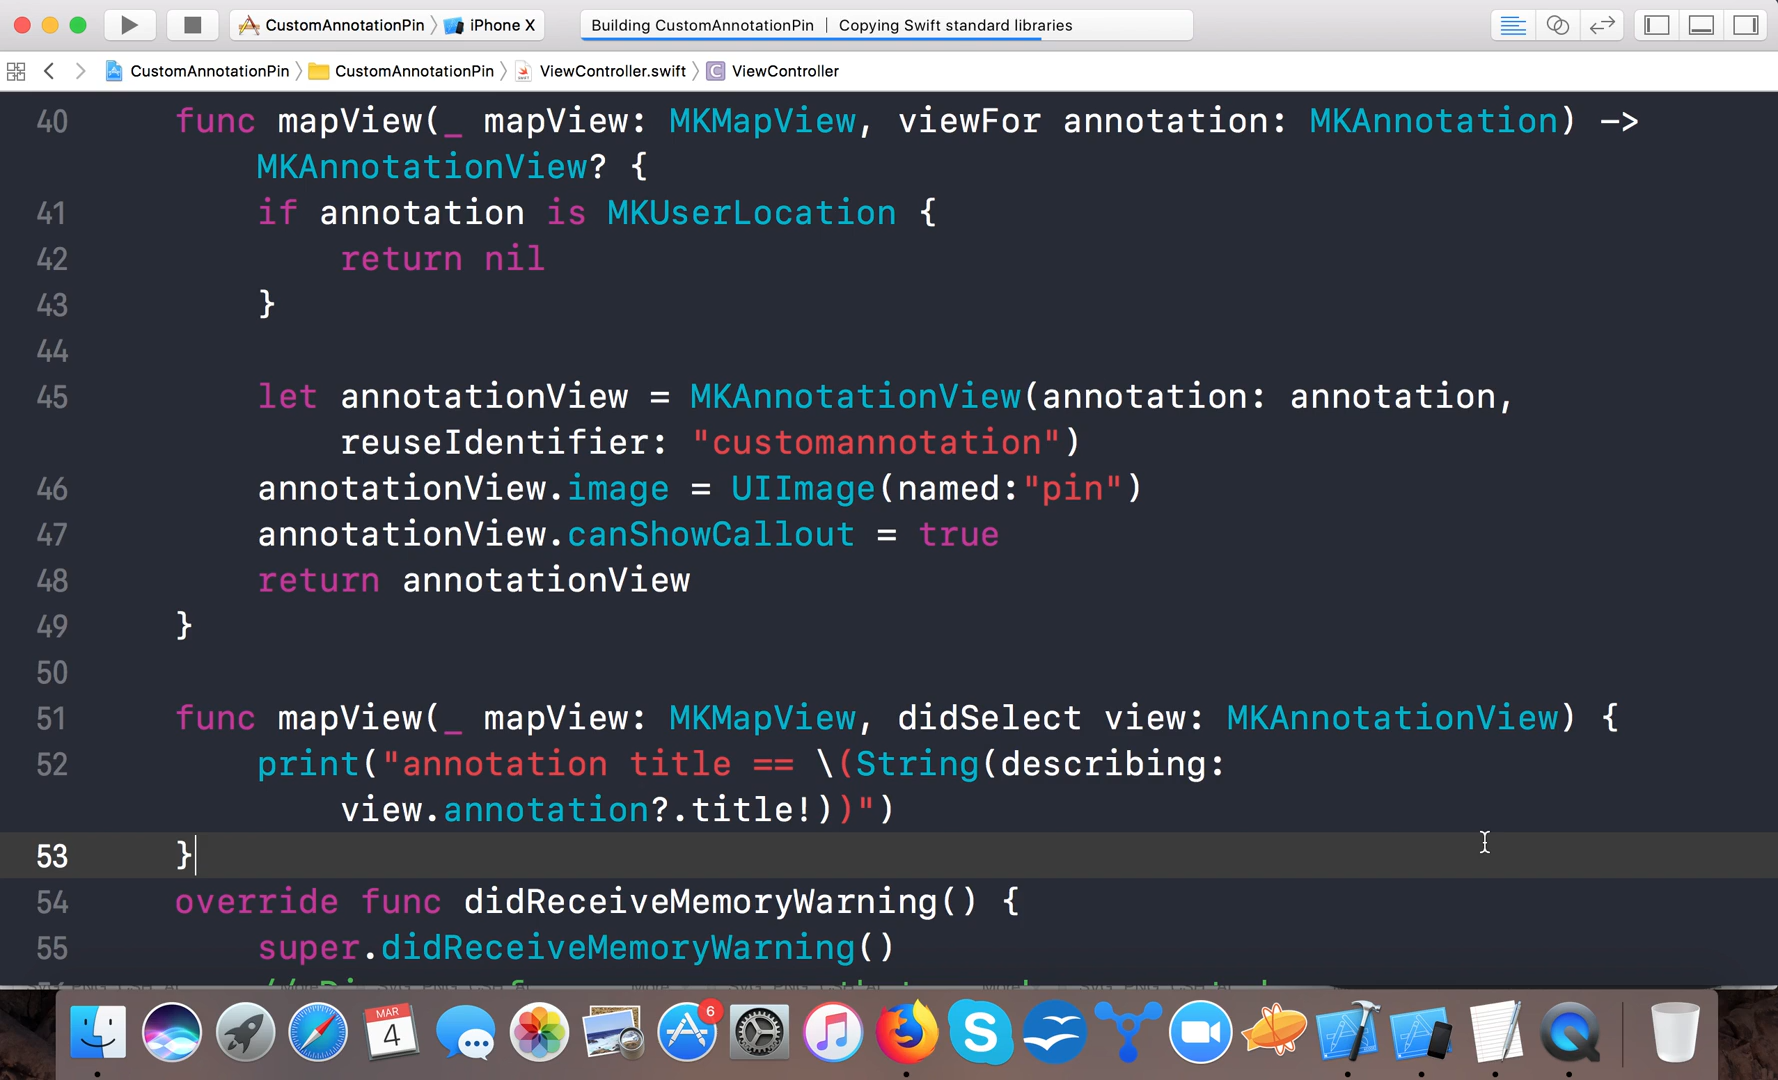 CustomAnnotationPin iPhone X Building CustomAnnotationPin | Copying Swift standard libraries
CustomAnnotationPin CustomAnnotationPin ViewController.swift C ViewController
40 func mapView(_ mapView: MKMapView, viewFor annotation: MKAnnotation) ->
MKAnnotationView? {
41 if annotation is MKUserLocation {
42 return nil
43 }
44
45 let annotationView = MKAnnotationView(annotation: annotation,
reuseIdentifier: "customannotation")
46 annotationView.image = UIImage(named:"pin")
47 annotationView.canShowCallout = true
48 return annotationView
49 }
50
51 func mapView(_ mapView: MKMapView, didSelect view: MKAnnotationView) {
52 print("annotation title == \(String(describing:
view.annotation?.title!))")
53 }
54 override func didReceiveMemoryWarning() {
55 super.didReceiveMemoryWarning()
MAR
4
6
S